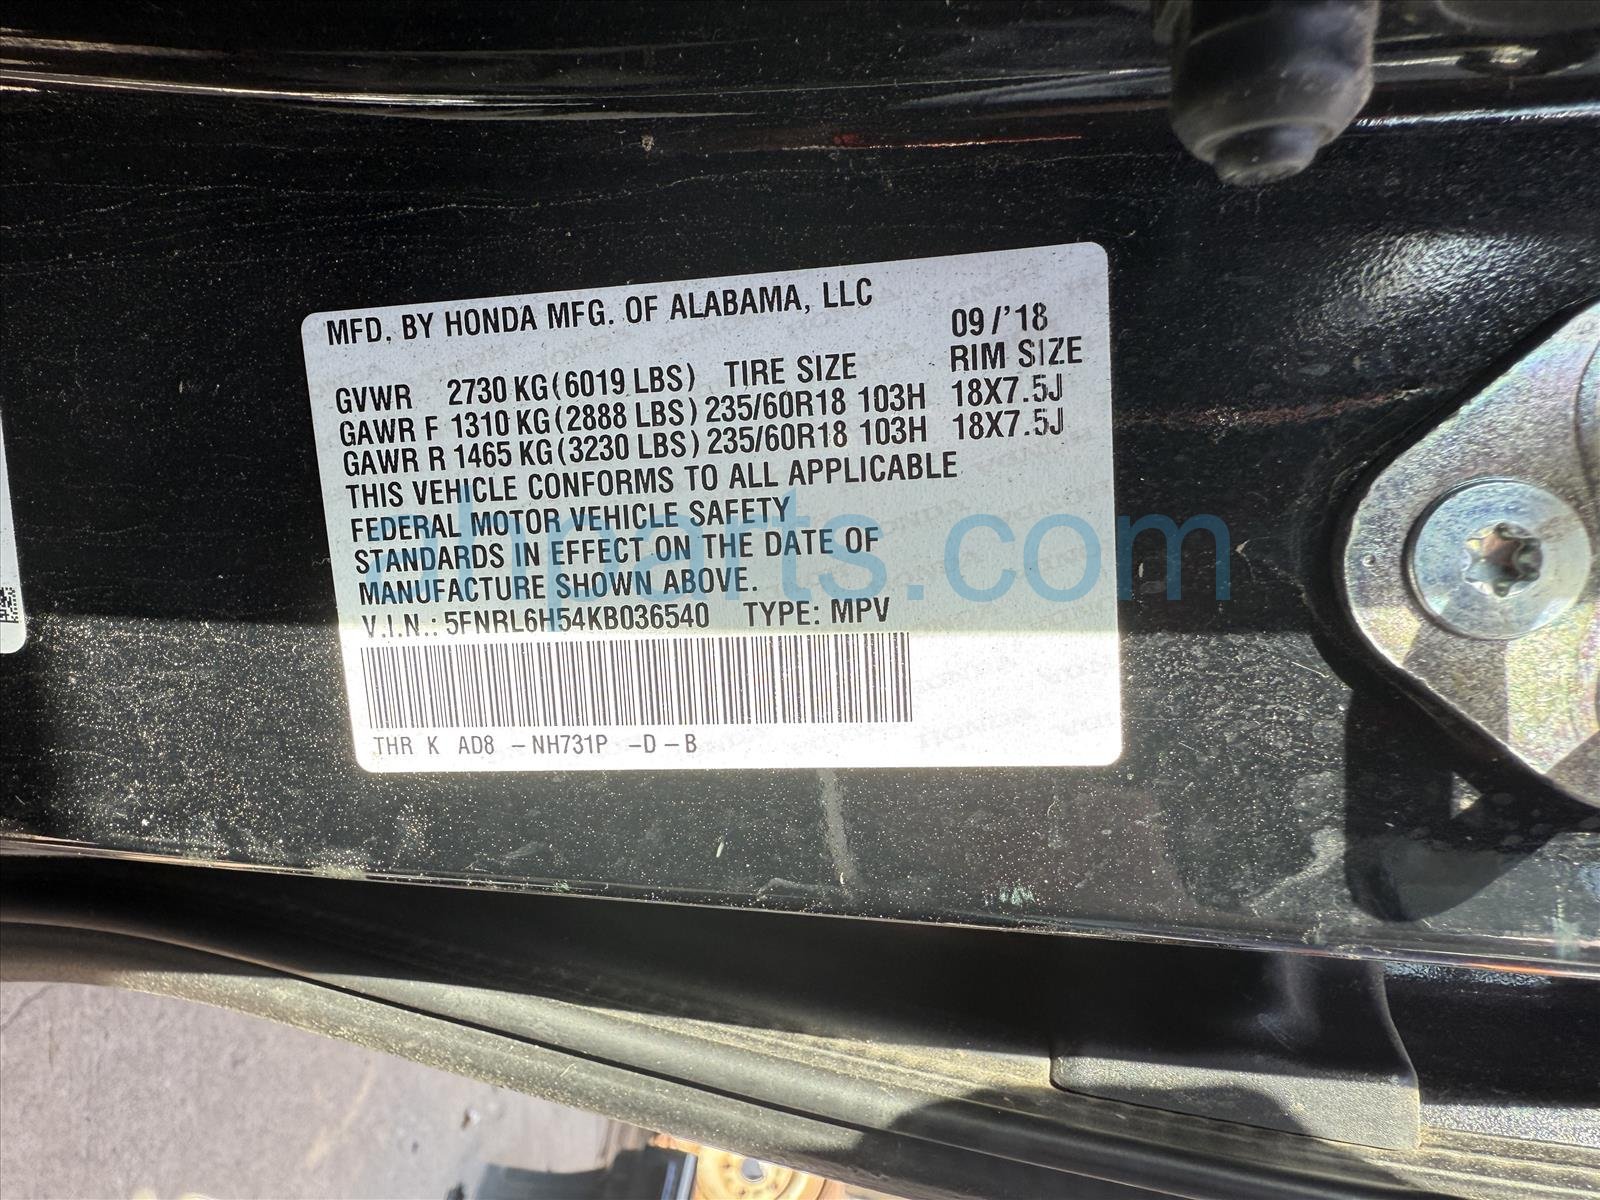 MFD. BY HONDA MFG. OF ALABAMA, LLC
09/'18
GVWR 2730 KG(6019 LBS) TIRE SIZE RIM SIZE
GAWR F 1310 KG(2888 LBS) 235/60R18 103H 18X7.5J
GAWR R 1465 KG(3230 LBS) 235/60R18 103H 18X7.5J
THIS VEHICLE CONFORMS TO ALL APPLICABLE
FEDERAL MOTOR VEHICLE SAFETY
STANDARDS IN EFFECT ON THE DATE OF
MANUFACTURE SHOWN ABOVE.
V.I.N.: 5FNRL6H54KB036540 TYPE: MPV
THR K AD8 -NH731P -D-B
ahparts.com